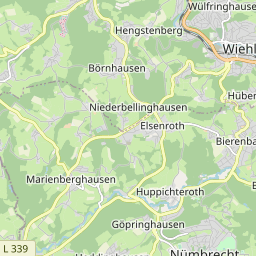 Wülfringhausen
Hengstenberg
Wiehl
Börnhausen
Hüber
Niederbellinghausen
Elsenroth
Bierenba
Marienberghausen
Huppichteroth
L 339
Göpringhausen
Nümbrecht